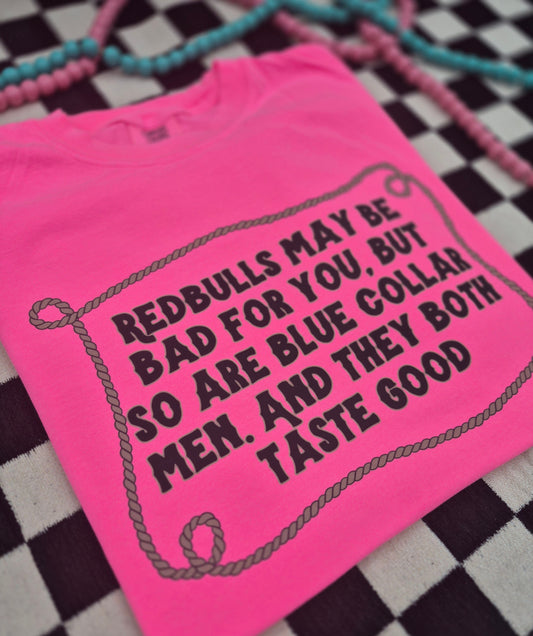 REDBULLS MAY BE
BAD FOR YOU, BUT
SO ARE BLUE COLLAR
MEN. AND THEY BOTH
TASTE GOOD